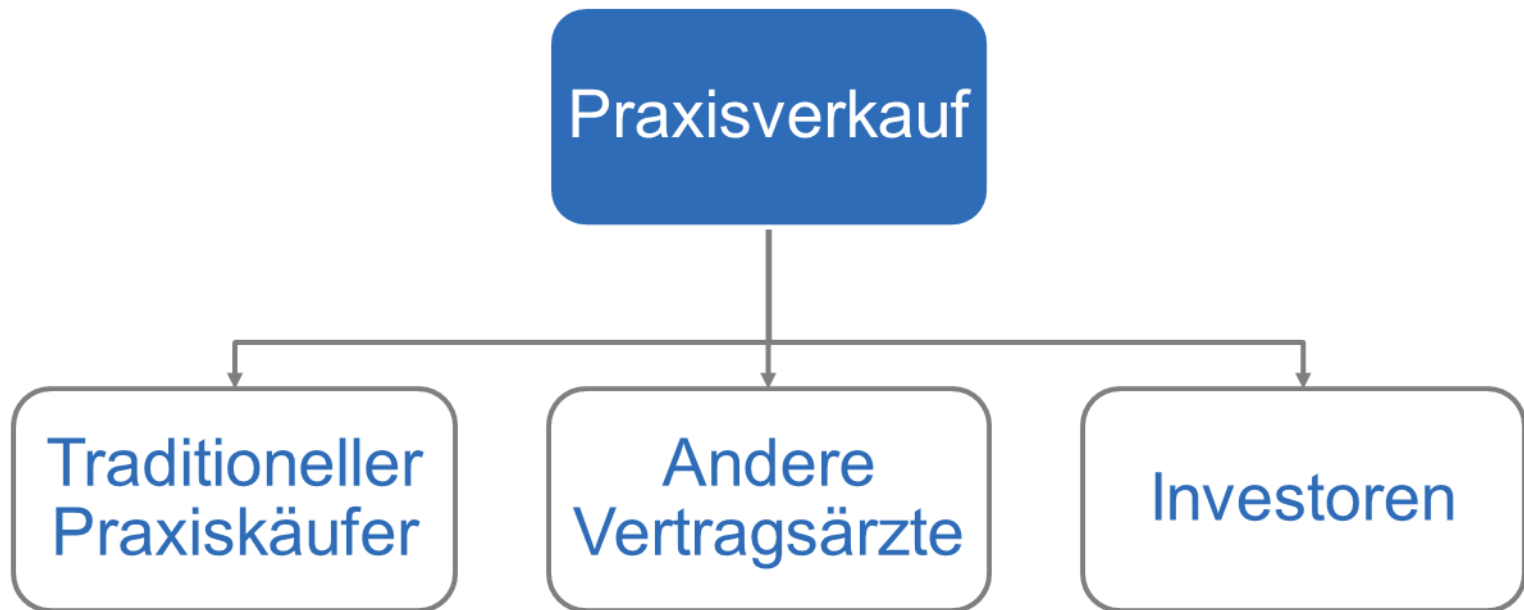 Praxisverkauf
Traditioneller
Praxiskäufer
Andere
Vertragsärzte
Investoren